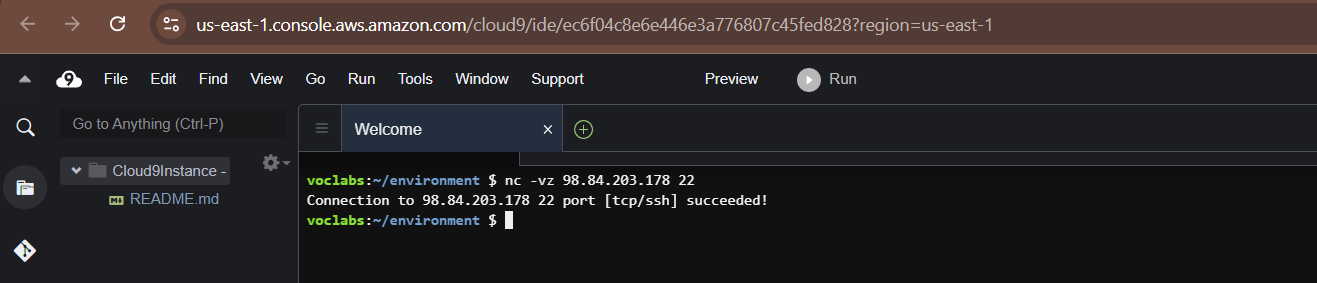 us-east-1.console.aws.amazon.com/cloud9/ide/ec6f04c8e6e446e3a776807c45fed828?region=us-east-1
9 File Edit Find View Go Run Tools Window Support Preview Run
Go to Anything (Ctrl-P)
Welcome
Cloud9Instance -
README.md
voclabs:~/environment $ nc -vz 98.84.203.178 22
Connection to 98.84.203.178 22 port [tcp/ssh] succeeded!
voclabs:~/environment $